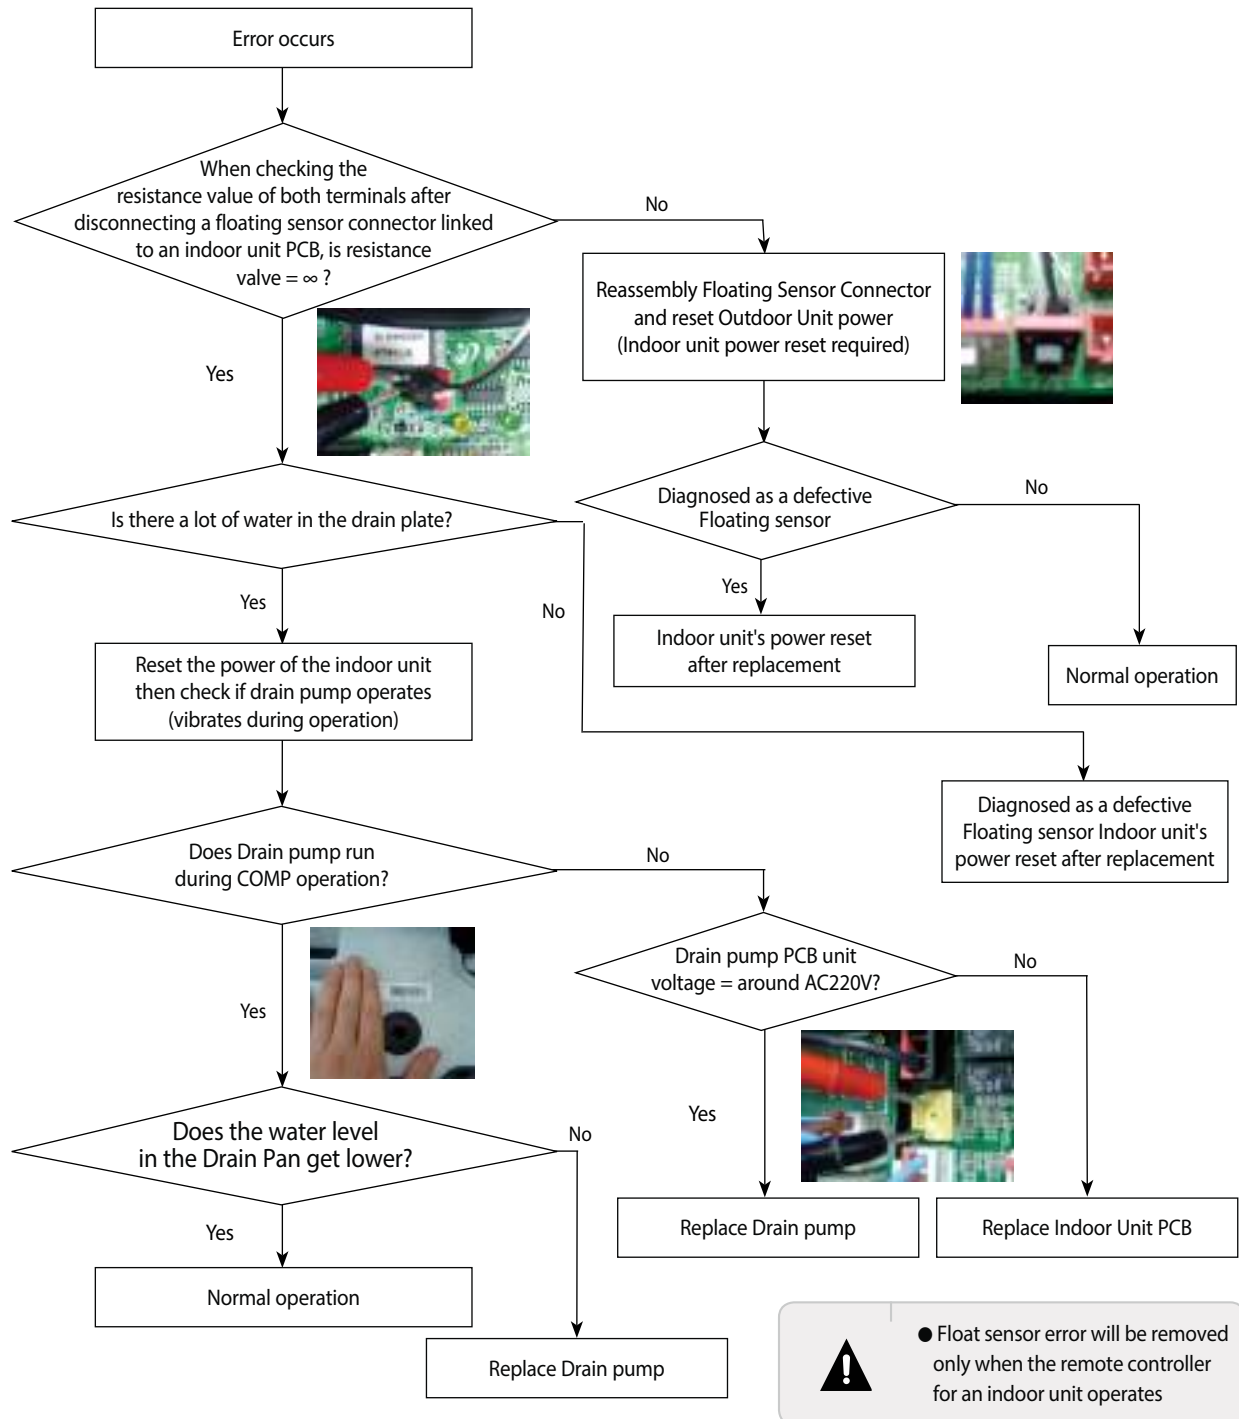 Error occurs
When checking the
resistance value of both terminals after
disconnecting a floating sensor connector linked
to an indoor unit PCB, is resistance
valve = ∞ ?
No
Reassembly Floating Sensor Connector
and reset Outdoor Unit power
(Indoor unit power reset required)
Yes
Diagnosed as a defective
Floating sensor
No
Is there a lot of water in the drain plate?
Yes
No
Yes
Indoor unit's power reset
after replacement
Normal operation
Reset the power of the indoor unit
then check if drain pump operates
(vibrates during operation)
Diagnosed as a defective
Floating sensor Indoor unit's
power reset after replacement
Does Drain pump run
during COMP operation?
No
Drain pump PCB unit
voltage = around AC220V?
No
Yes
Yes
Does the water level
in the Drain Pan get lower?
No
Yes
Replace Drain pump
Replace Indoor Unit PCB
Normal operation
Replace Drain pump
● Float sensor error will be removed
only when the remote controller
for an indoor unit operates